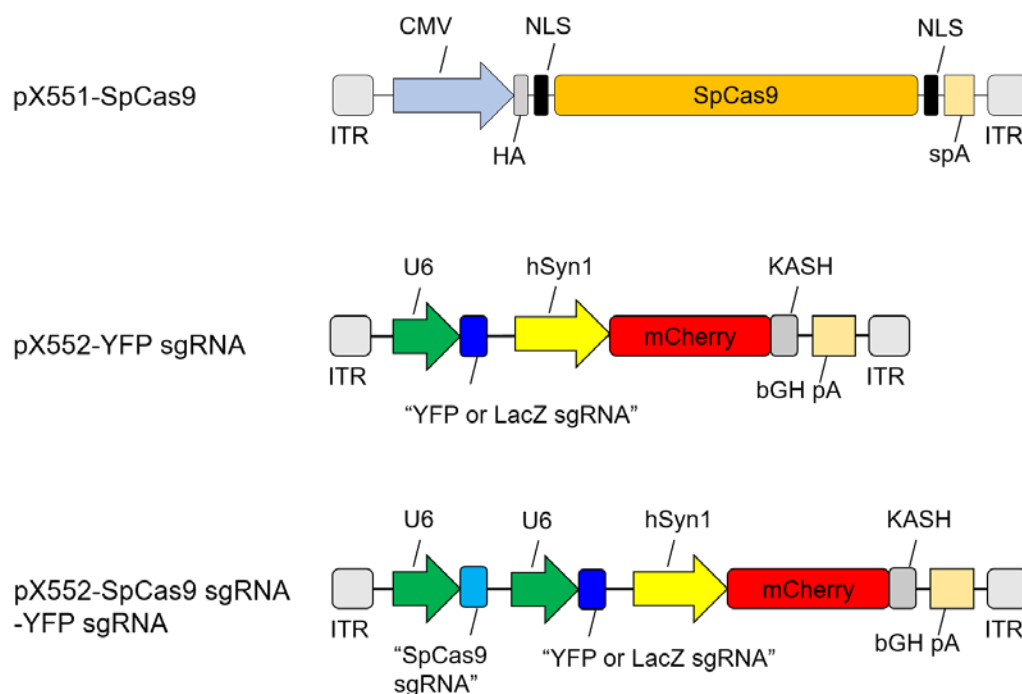 CMV
NLS
NLS
pX551-SpCas9
SpCas9
ITR
HA
spA
ITR
U6
hSyn1
KASH
pX552-YFP sgRNA
mCherry
ITR
bGH pA
ITR
“YFP or LacZ sgRNA”
U6
U6
hSyn1
KASH
pX552-SpCas9 sgRNA
-YFP sgRNA
mCherry
ITR
bGH pA
ITR
“SpCas9
sgRNA”
“YFP or LacZ sgRNA”